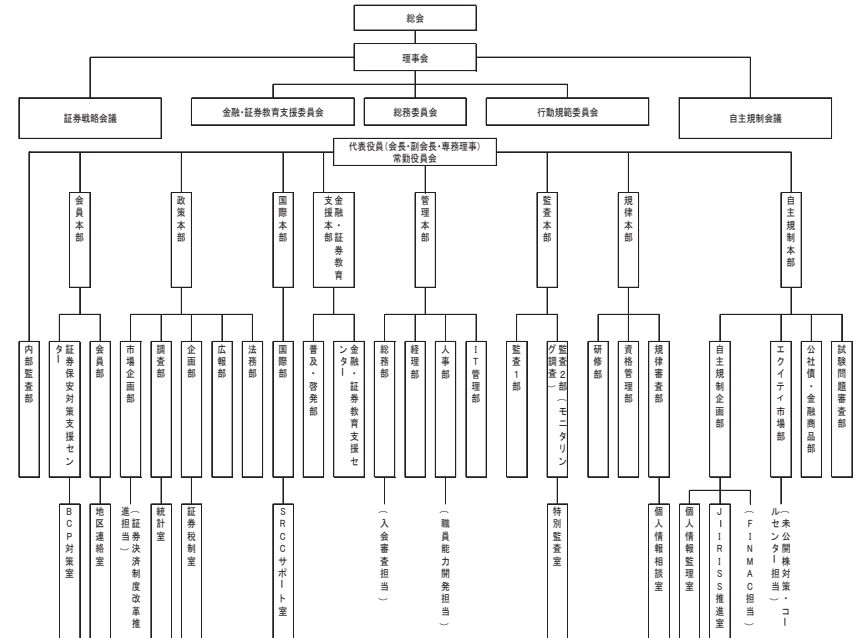 総会
理事会
証券戦略会議
金融・証券教育支援委員会
総務委員会
行動規範委員会
自主規制会議
代表役員(会長・副会長・専務理事)
常勤役員会
会員本部
政策本部
国際本部
金融・証券教育
支援本部
管理本部
監査本部
規律本部
自主規制本部
内部監査部
証券保安対策支援セン
ター
会員部
市場企画部
調査部
企画部
広報部
法務部
国際部
普及・啓発部
金融・証券教育支援セ
ンター
総務部
経理部
人事部
IT管理部
監査1部
監査2部(モニタリン
グ調査)
研修部
資格管理部
規律審査部
自主規制企画部
エクイティ市場部
公社債・金融商品部
試験問題審査部
BCP対策室
地区連絡室
(証券決済制度改革推
進担当)
統計室
証券税制室
SRCCサポート室
(入会審査担当)
(職員能力開発担当)
特別監査室
個人情報相談室
個人情報監理室
JIRISS推進室
(FINMAC担当)
(未公開株対策・コー
ルセンター担当)